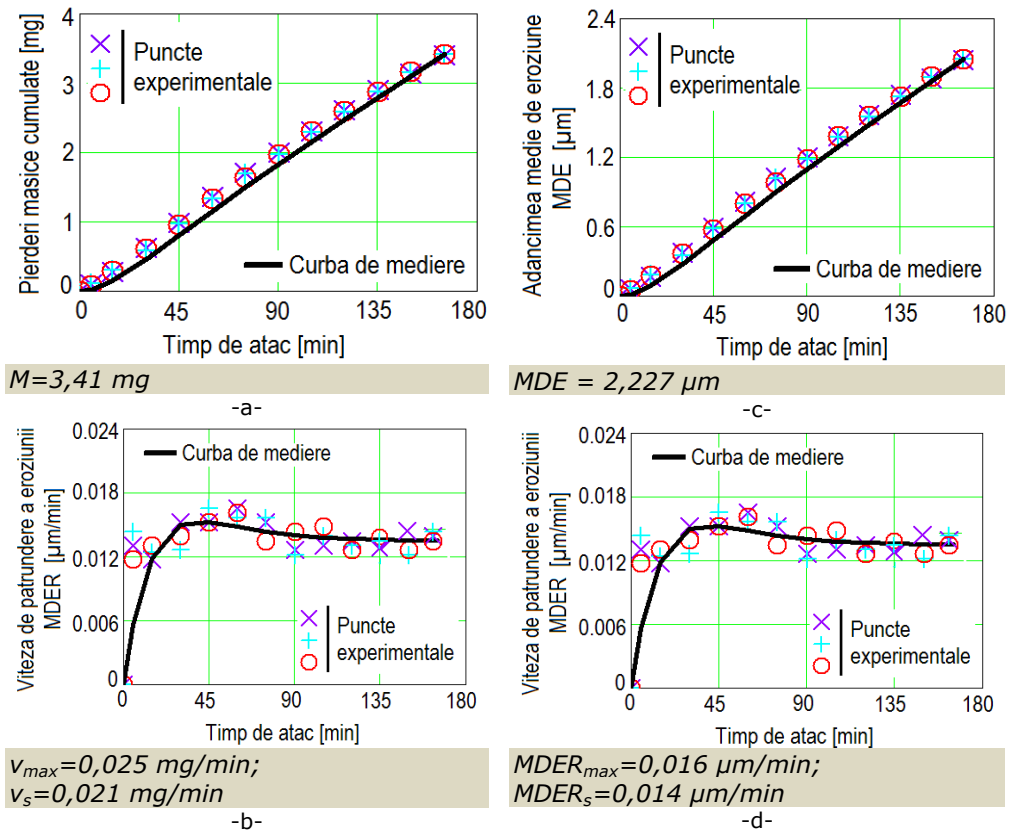 Pierderi masice cumulate [mg]
4
3
2
1
0
Puncte
experimentale
Curba de mediere
0 45 90 135 180
Timp de atac [min]
M=3,41 mg
-a-
Adancimea medie de eroziune
MDE [µm]
2.4
1.8
1.2
0.6
0
Puncte
experimentale
Curba de mediere
0 45 90 135 180
Timp de atac [min]
MDE = 2,227 µm
-c-
Viteza de patrundere a eroziunii
MDER [µm/min]
0.024
0.018
0.012
0.006
0
Curba de mediere
Puncte
experimentale
0 45 90 135 180
Timp de atac [min]
vmax=0,025 mg/min;
vs=0,021 mg/min
-b-
Viteza de patrundere a eroziunii
MDER [µm/min]
0.024
0.018
0.012
0.006
0
Curba de mediere
Puncte
experimentale
0 45 90 135 180
Timp de atac [min]
MDERmax=0,016 µm/min;
MDERs=0,014 µm/min
-d-